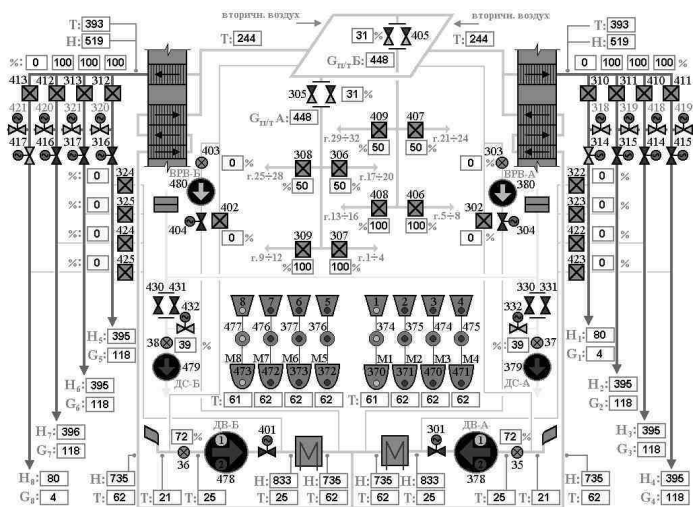 вторичн. воздух
вторичн. воздух
T: 393
H: 519
T: 244
31 %
405
Gп/тБ: 448
T: 244
T: 393
H: 519
%: 0 100 100 100
100 100 100 0 %
413 412 313 312
305
31 %
Gп/тА: 448
310 311 410 411
421 420 321 320
318 319 418 419
417 416 317 316
314 315 414 415
409 407
г.29÷32
г.21÷24
50 50 %
403
0 %
303
0 %
308 306
г.25÷28
г.17÷20
% 50 50
ВРВ-Б
480
ВРВ-А
380
%: 0
324
325
424
425
%: 0
0
0
%: 0
322
323
422
423
0 %
0
0
0 %
402
404
0 %
408 406
г.13÷16
г.5÷8
100 100 %
302
304
0 %
309 307
г.9÷12
г.1÷4
% 100 100
430 431
432
38
39 %
479
ДС-Б
8 7 6 5
477 476 377 376
M8 M7 M6 M5
473 472 373 372
T: 61 62 62 62
1 2 3 4
374 375 474 475
M1 M2 M3 M4
370 371 470 471
T: 61 62 62 62
330 331
332
%: 39
37
379
ДС-А
H5: 395
G5: 118
H6: 395
G6: 118
H7: 396
G7: 118
H8: 80
G8: 4
H1: 80
G1: 4
H2: 395
G2: 118
H3: 395
G3: 118
H4: 395
G4: 118
72 %
36
ДВ-Б
1
2
478
401
301
ДВ-А
1
2
378
72 %
35
H: 735
T: 62
T: 21
T: 25
H: 833
T: 25
H: 735
T: 62
H: 735
T: 62
H: 833
T: 25
T: 25
T: 21
H: 735
T: 62